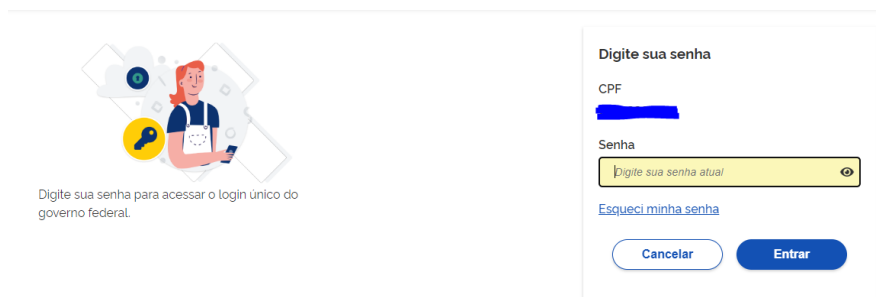 Digite sua senha para acessar o login único do
governo federal.
Digite sua senha
CPF
Senha
Digite sua senha atual
Esqueci minha senha
Cancelar
Entrar